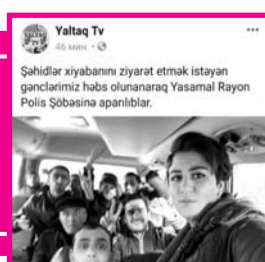 Yaltaq Tv
46 мин.
Şəhidlər xiyabanını ziyarət etmək istəyən
gənclərimiz həbs olunanaraq Yasamal Rayon
Polis Şöbəsinə aparılıblar.